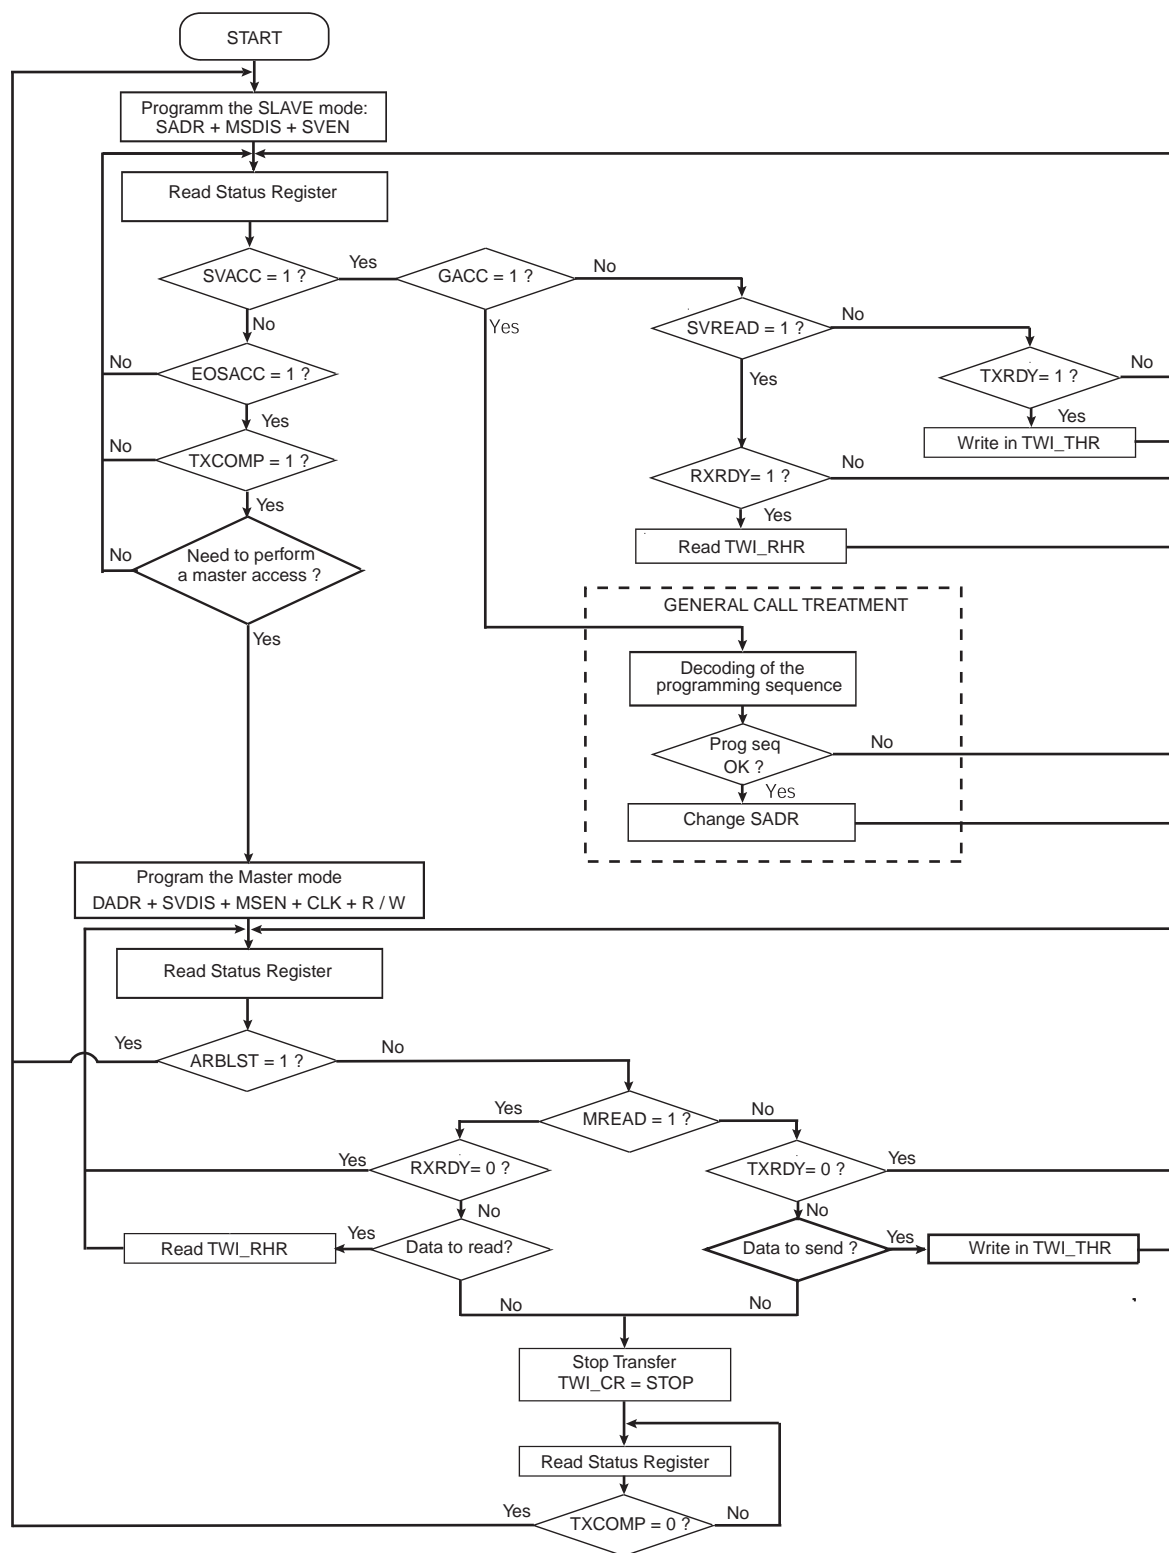 START
Programm the SLAVE mode:
SADR + MSDIS + SVEN
Read Status Register
SVACC = 1 ?
Yes
GACC = 1 ?
No
No
Yes
SVREAD = 1 ?
No
No
EOSACC = 1 ?
Yes
TXRDY= 1 ?
No
Yes
Yes
Write in TWI_THR
No
TXCOMP = 1 ?
RXRDY= 1 ?
No
Yes
Yes
No
Need to perform
a master access ?
Read TWI_RHR
GENERAL CALL TREATMENT
Yes
Decoding of the
programming sequence
Prog seq
OK ?
No
Yes
Change SADR
Program the Master mode
DADR + SVDIS + MSEN + CLK + R / W
Read Status Register
Yes
ARBLST = 1 ?
No
Yes
MREAD = 1 ?
No
Yes
RXRDY= 0 ?
TXRDY= 0 ?
Yes
No
No
Read TWI_RHR
Yes
Data to read?
Data to send ?
Yes
Write in TWI_THR
No
No
Stop Transfer
TWI_CR = STOP
Read Status Register
Yes
TXCOMP = 0 ?
No